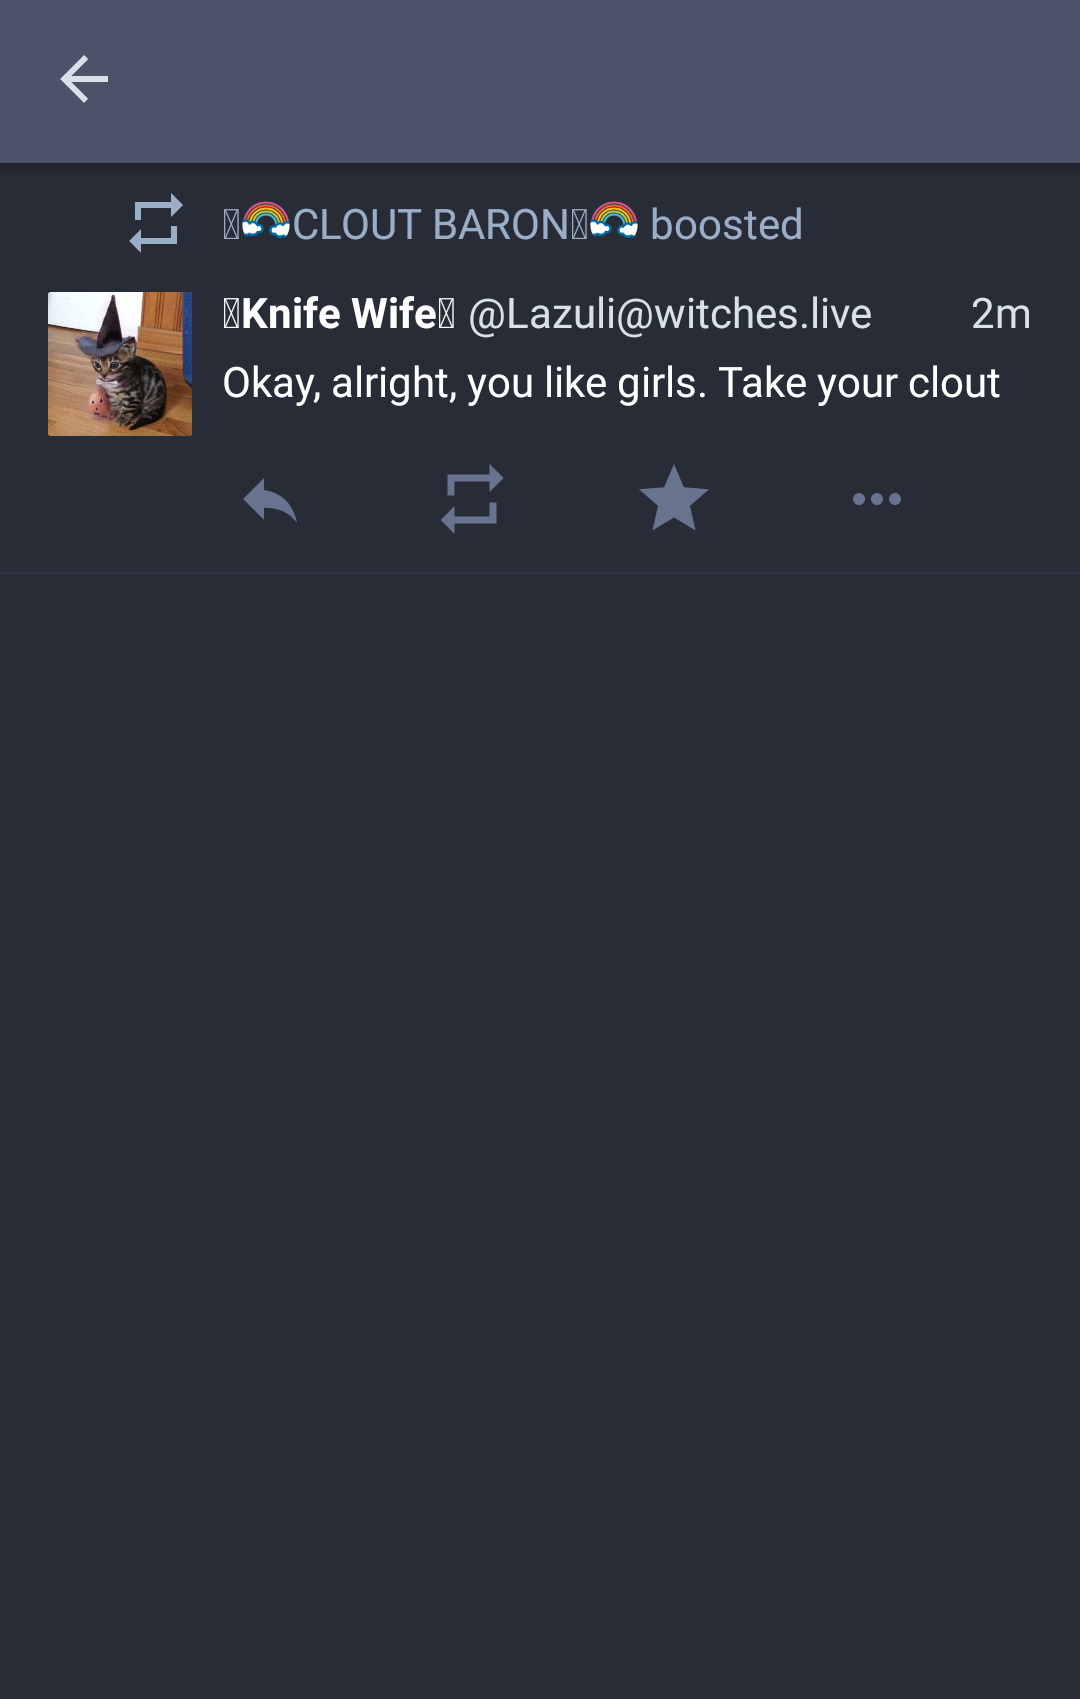 🌈CLOUT BARON🌈 boosted
Knife Wife @Lazuli@witches.live 2m
Okay, alright, you like girls. Take your clout